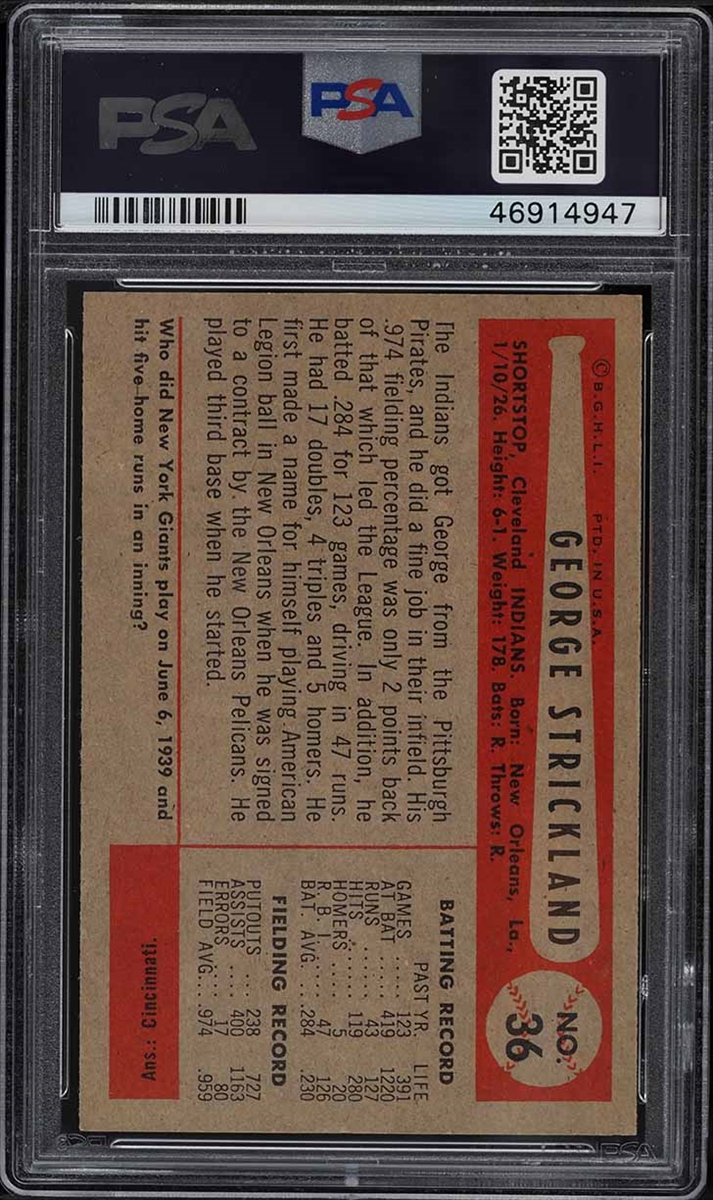 PSA
PSA
46914947
© B.G.H.L.I. PTD. IN U.S.A.
GEORGE STRICKLAND
NO.
36
SHORTSTOP, Cleveland INDIANS. Born: New Orleans, La.,
1/10/26. Height: 6-1. Weight: 178. Bats: R. Throws: R.
The Indians got George from the Pittsburgh
Pirates, and he did a fine job in their infield. His
.974 fielding percentage was only 2 points back
of that which led the League. In addition, he
batted .284 for 123 games, driving in 47 runs.
He had 17 doubles, 4 triples and 5 homers. He
first made a name for himself playing American
Legion ball in New Orleans when he was signed
to a contract by the New Orleans Pelicans. He
played third base when he started.
BATTING RECORD
PAST YR. LIFE
GAMES ..... 123 391
AT BAT ..... 419 1220
RUNS ..... 43 127
HITS ..... 119 280
HOMERS .... 5 20
R. B. I. .... 47 126
BAT. AVG. .. .284 .230
FIELDING RECORD
PUTOUTS ... 238 727
ASSISTS .... 400 1163
ERRORS .... 17 80
FIELD AVG... .974 .959
Who did New York Giants play on June 6, 1939 and
hit five-home runs in an inning?
Ans.: Cincinnati.
PSA